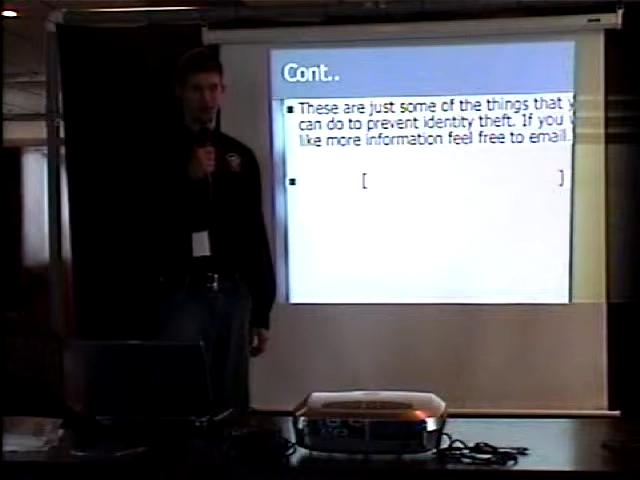 Cont..
▪ These are just some of the things that
can do to prevent identity theft. If you
like more information feel free to email
▪ [ ]